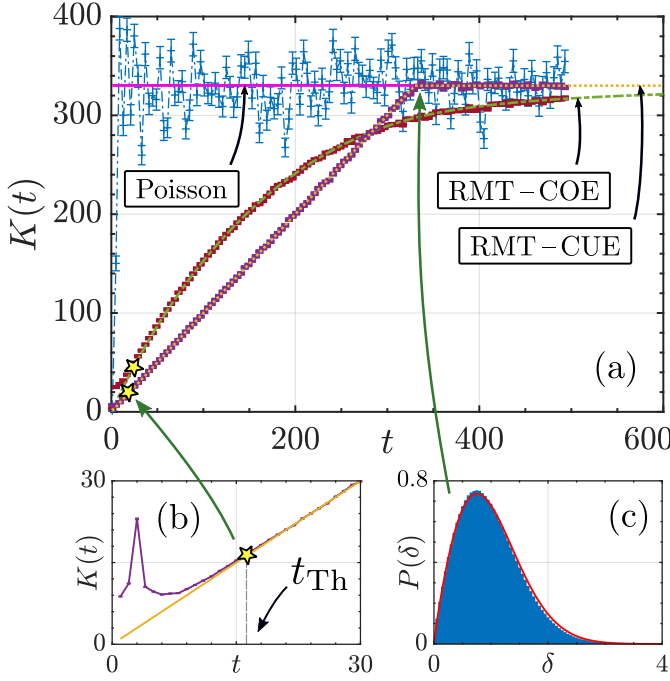 400
300
200
100
0
K(t)
Poisson
RMT–COE
RMT–CUE
(a)
0
200
t
400
600
30
(b)
K(t)
t_Th
0
0
t
30
0.8
(c)
P(δ)
0
0
δ
4